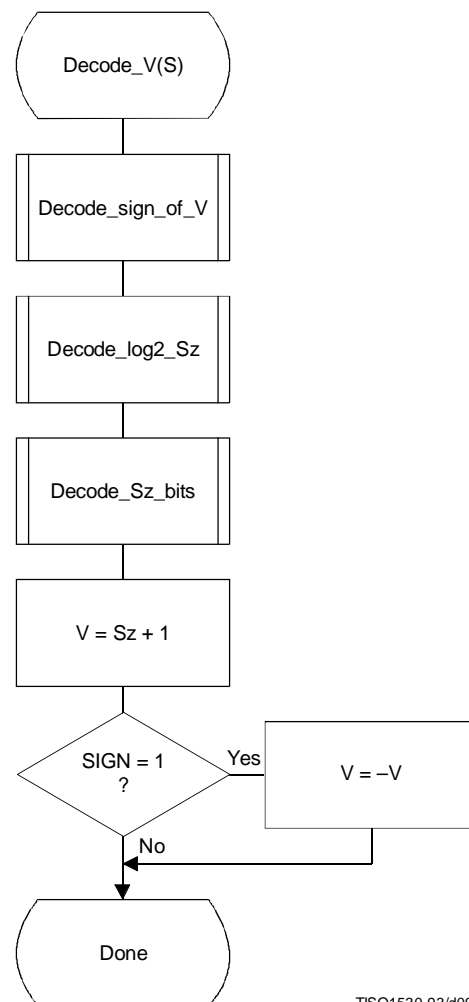 Decode_V(S)
Decode_sign_of_V
Decode_log2_Sz
Decode_Sz_bits
V = Sz + 1
SIGN = 1
?
Yes
V = –V
No
Done